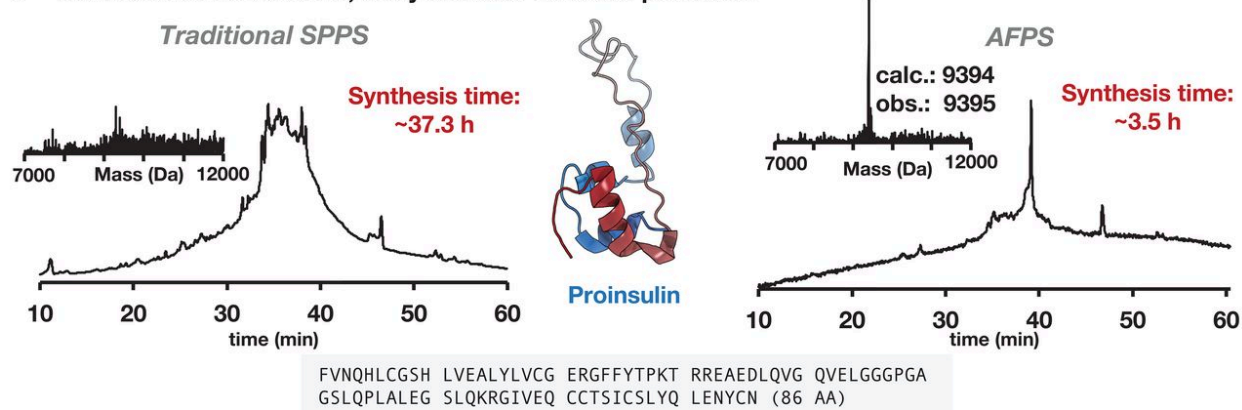 Traditional SPPS
Synthesis time:
~37.3 h
7000 Mass (Da) 12000
10 20 30 40 50 60
time (min)
Proinsulin
AFPS
calc.: 9394
obs.: 9395
Synthesis time:
~3.5 h
7000 Mass (Da) 12000
10 20 30 40 50 60
time (min)
FVNQHLCGSH LVEALYLVCG ERGFFYTPKT RREAEDLQVG QVELGGGPGA
GSLQPLALEG SLQKRGIVEQ CCTSICSLYQ LENYCN (86 AA)